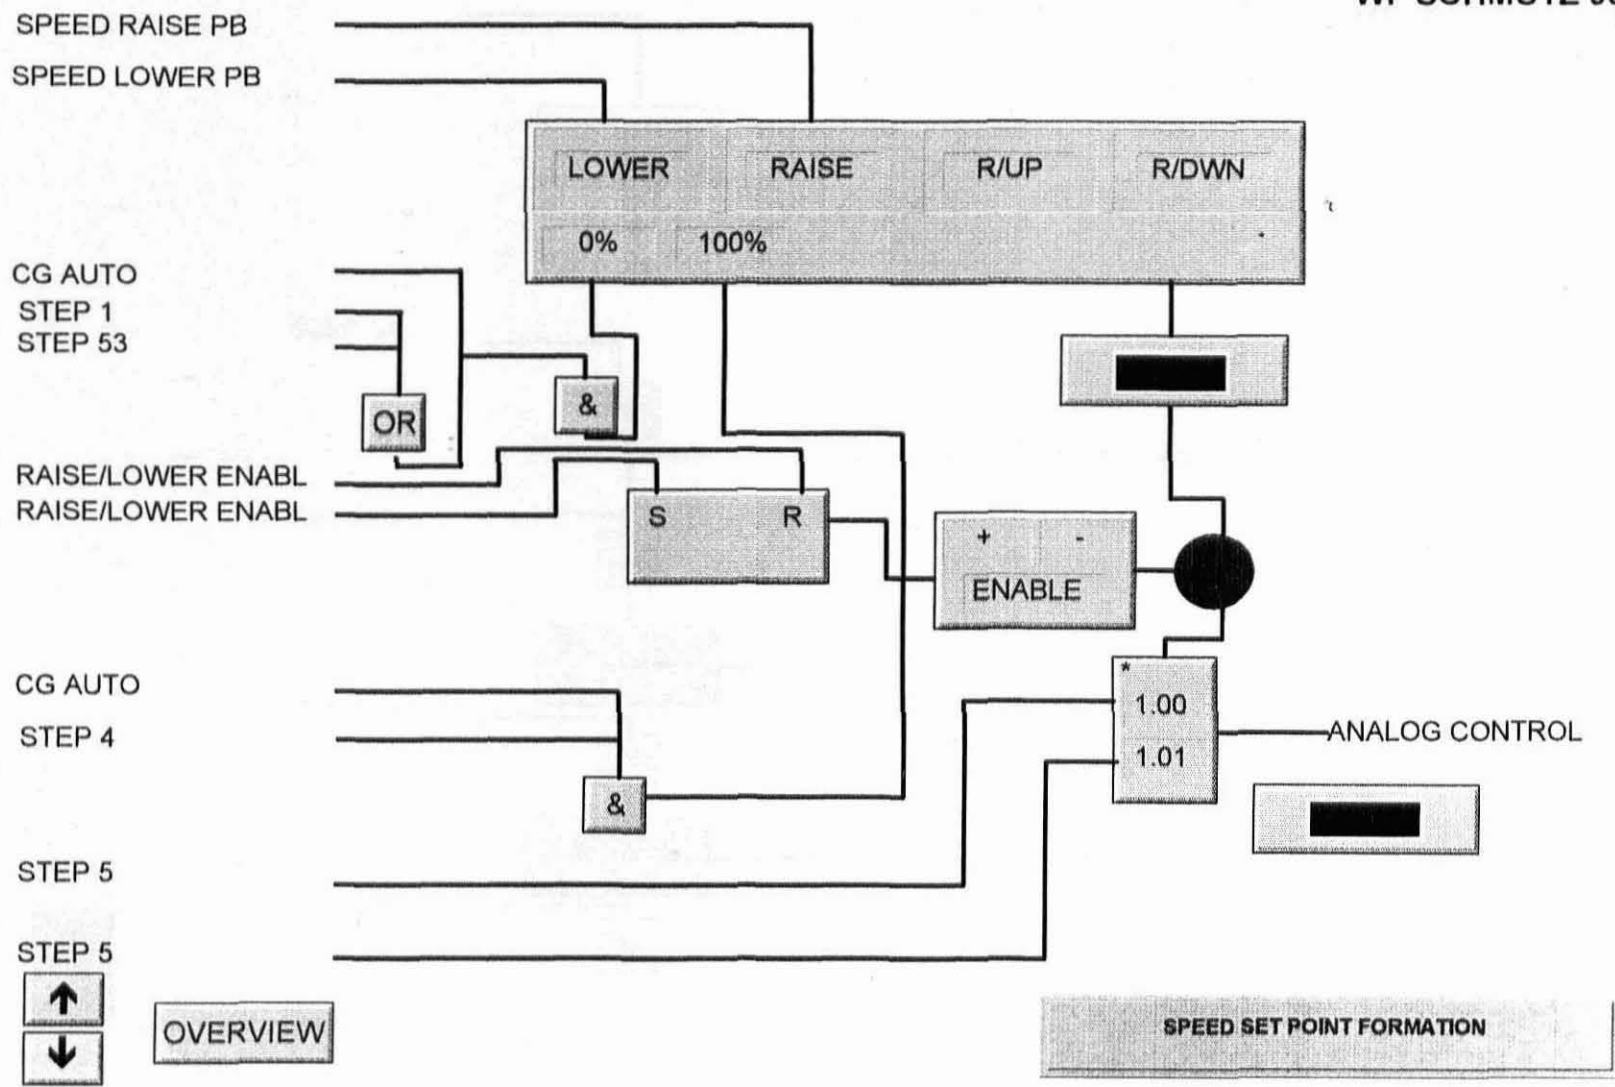 SPEED RAISE PB
SPEED LOWER PB
LOWER RAISE R/UP R/DWN
0% 100%
CG AUTO
STEP 1
STEP 53
OR
&
RAISE/LOWER ENABL
RAISE/LOWER ENABL
S R
+ -
ENABLE
CG AUTO
STEP 4
&
*
1.00
1.01
ANALOG CONTROL
STEP 5
STEP 5
OVERVIEW
SPEED SET POINT FORMATION